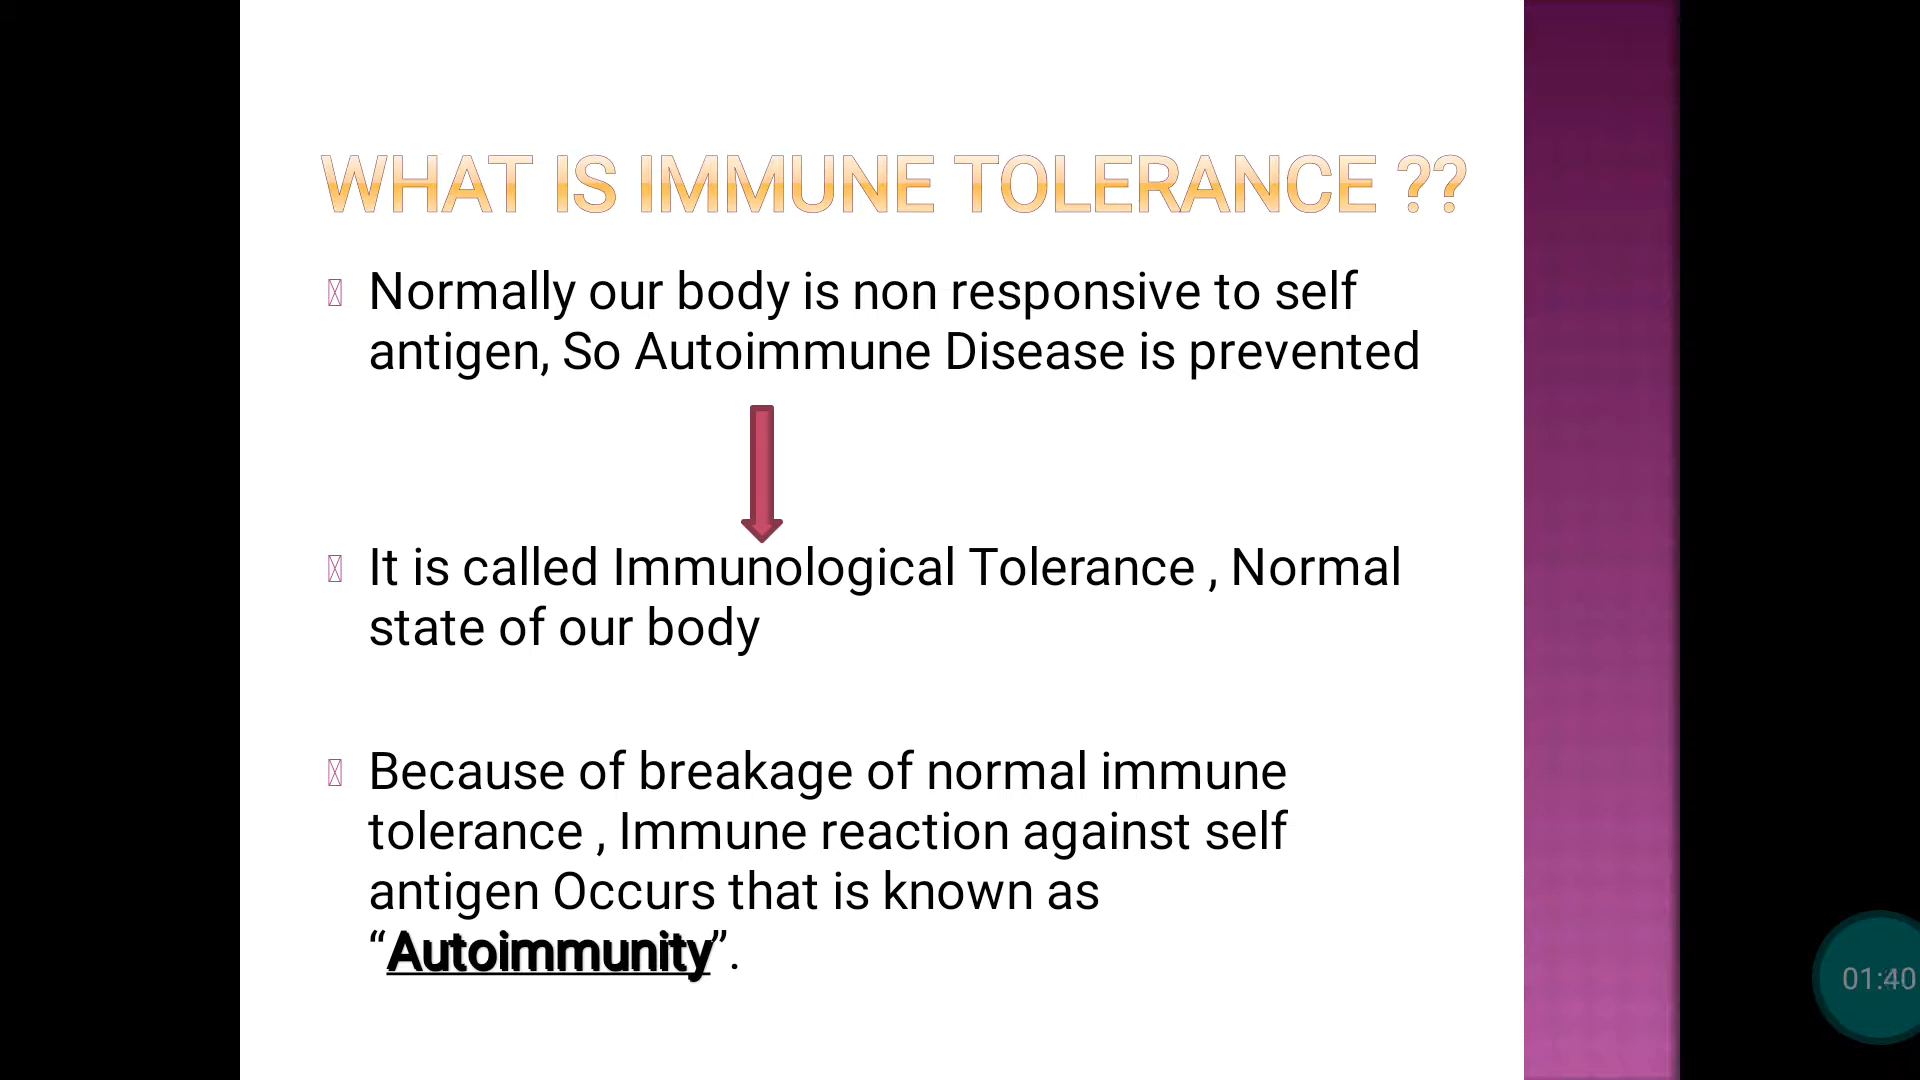 WHAT IS IMMUNE TOLERANCE ??
Normally our body is non responsive to self
antigen, So Autoimmune Disease is prevented
It is called Immunological Tolerance , Normal
state of our body
Because of breakage of normal immune
tolerance , Immune reaction against self
antigen Occurs that is known as
“Autoimmunity”.
01:40